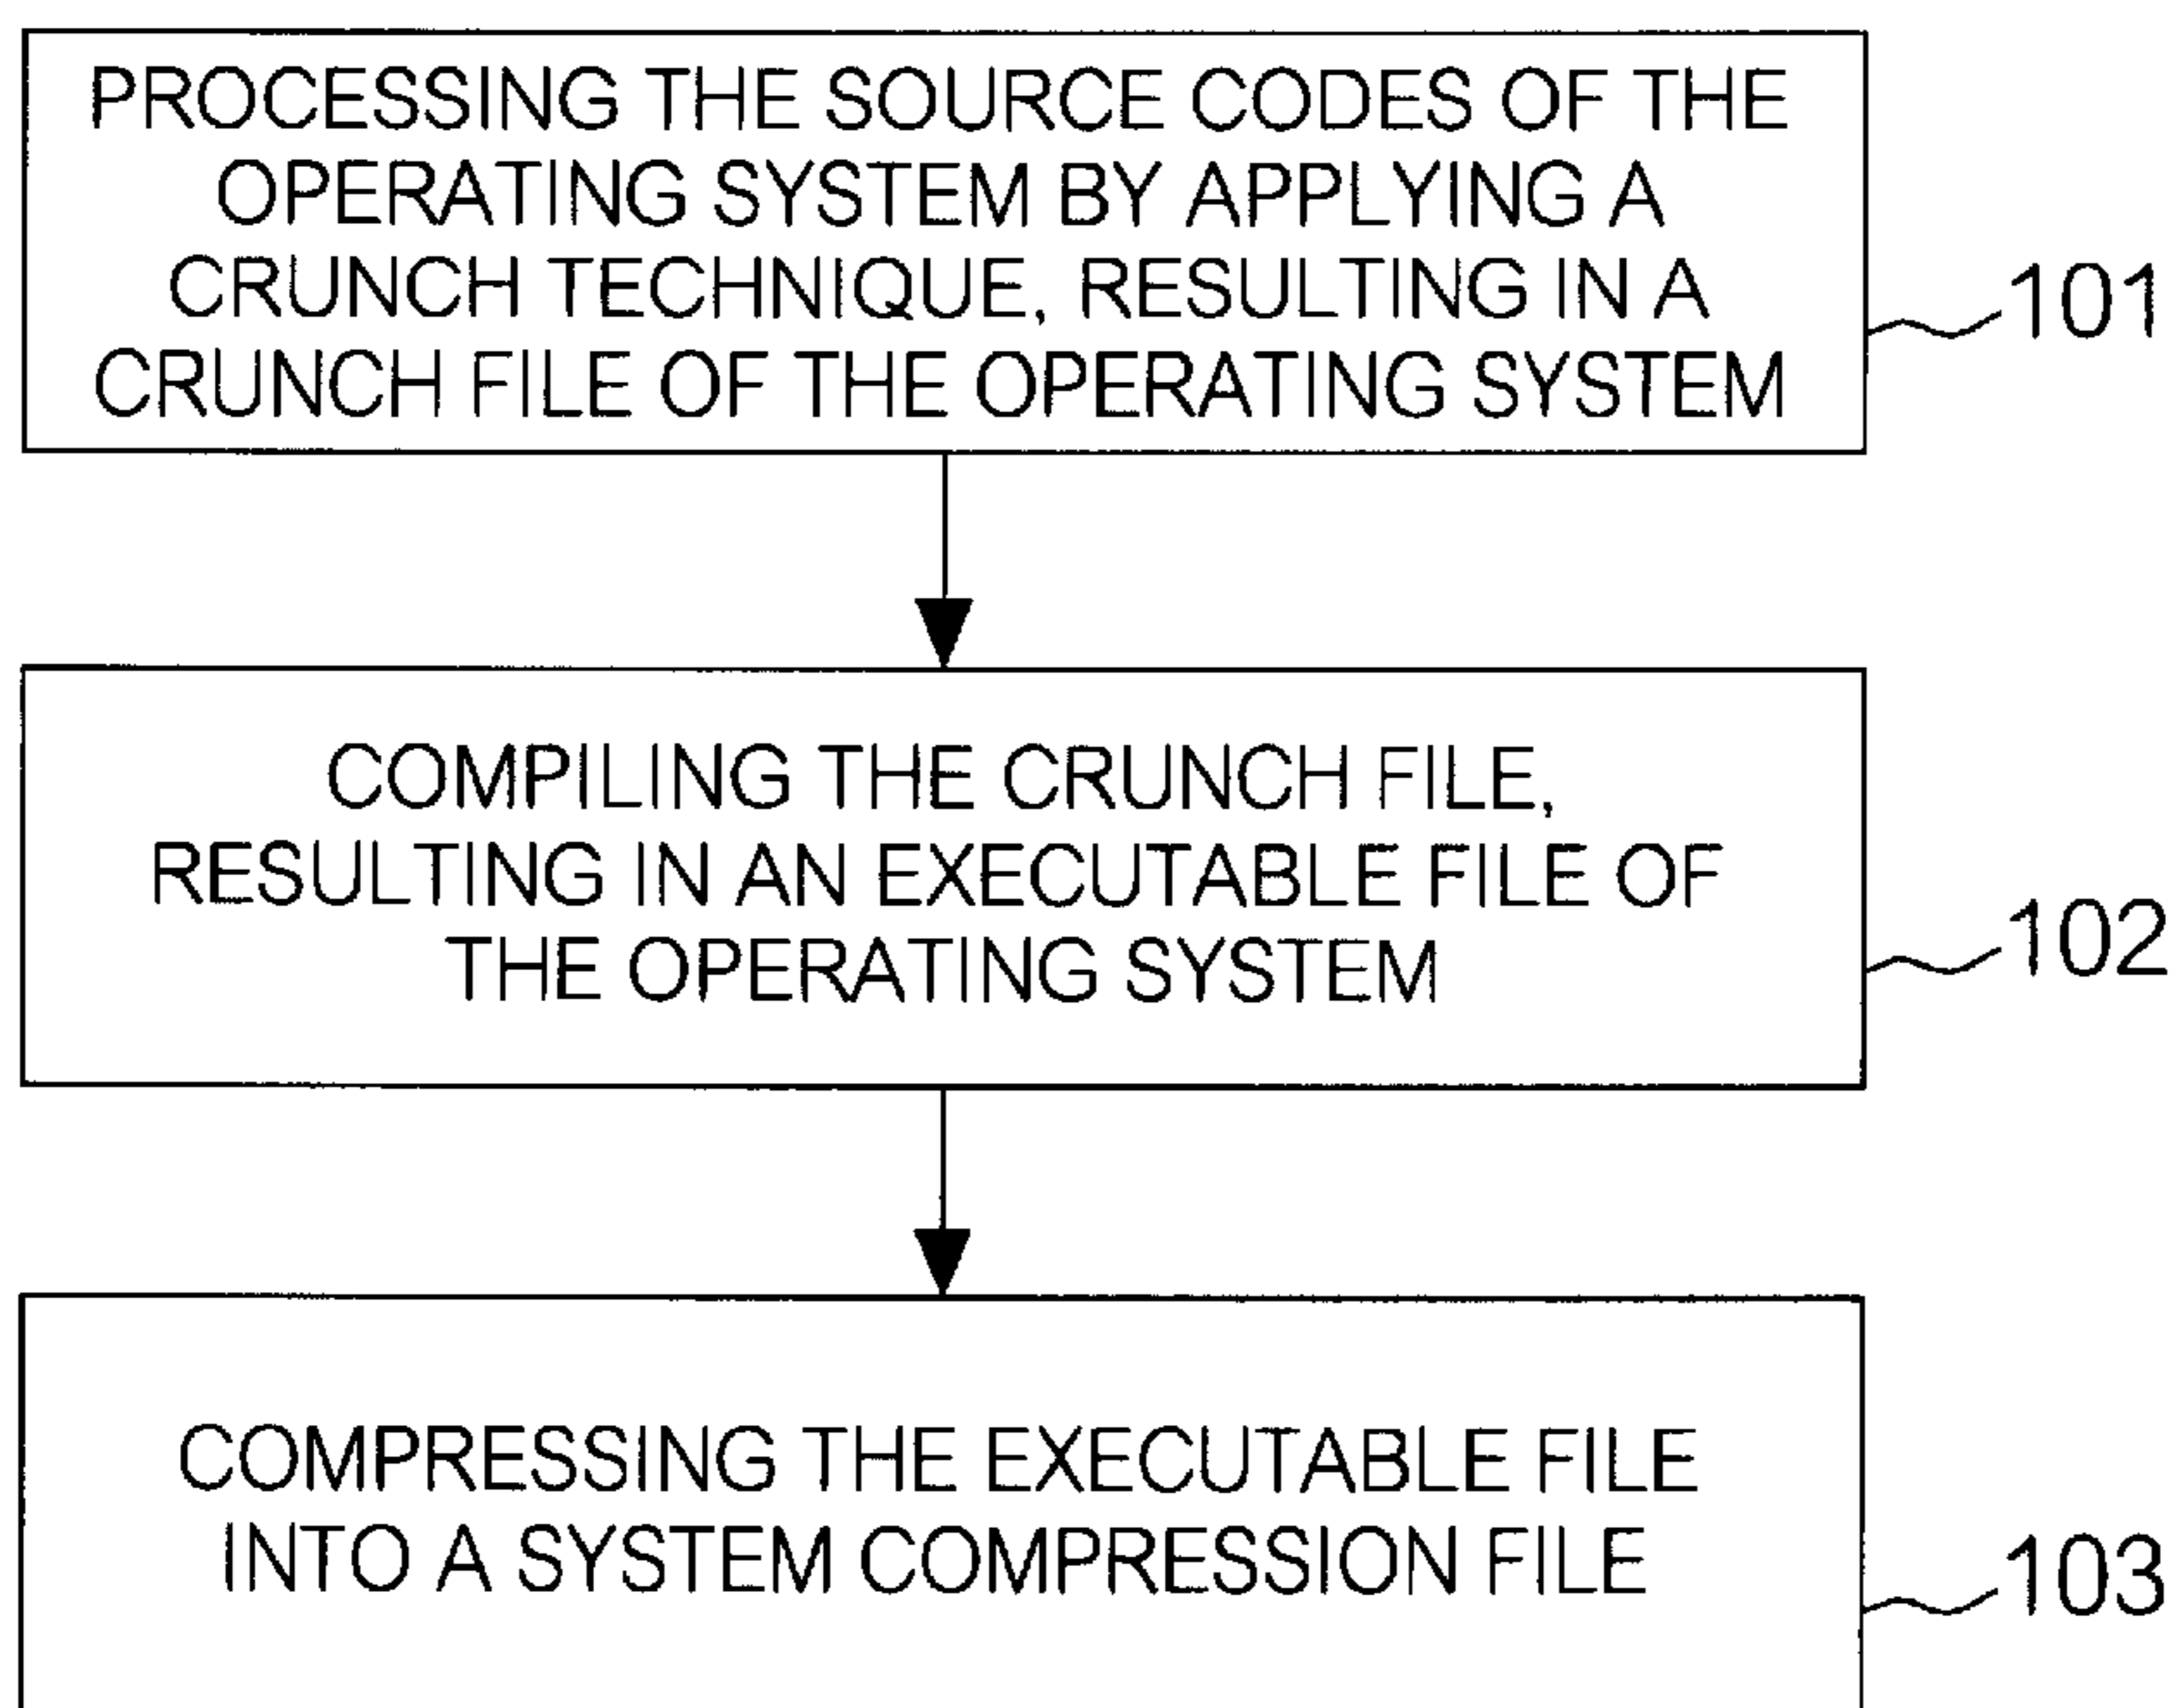 PROCESSING THE SOURCE CODES OF THE
OPERATING SYSTEM BY APPLYING A
CRUNCH TECHNIQUE, RESULTING IN A
CRUNCH FILE OF THE OPERATING SYSTEM
101
COMPILING THE CRUNCH FILE,
RESULTING IN AN EXECUTABLE FILE OF
THE OPERATING SYSTEM
102
COMPRESSING THE EXECUTABLE FILE
INTO A SYSTEM COMPRESSION FILE
103